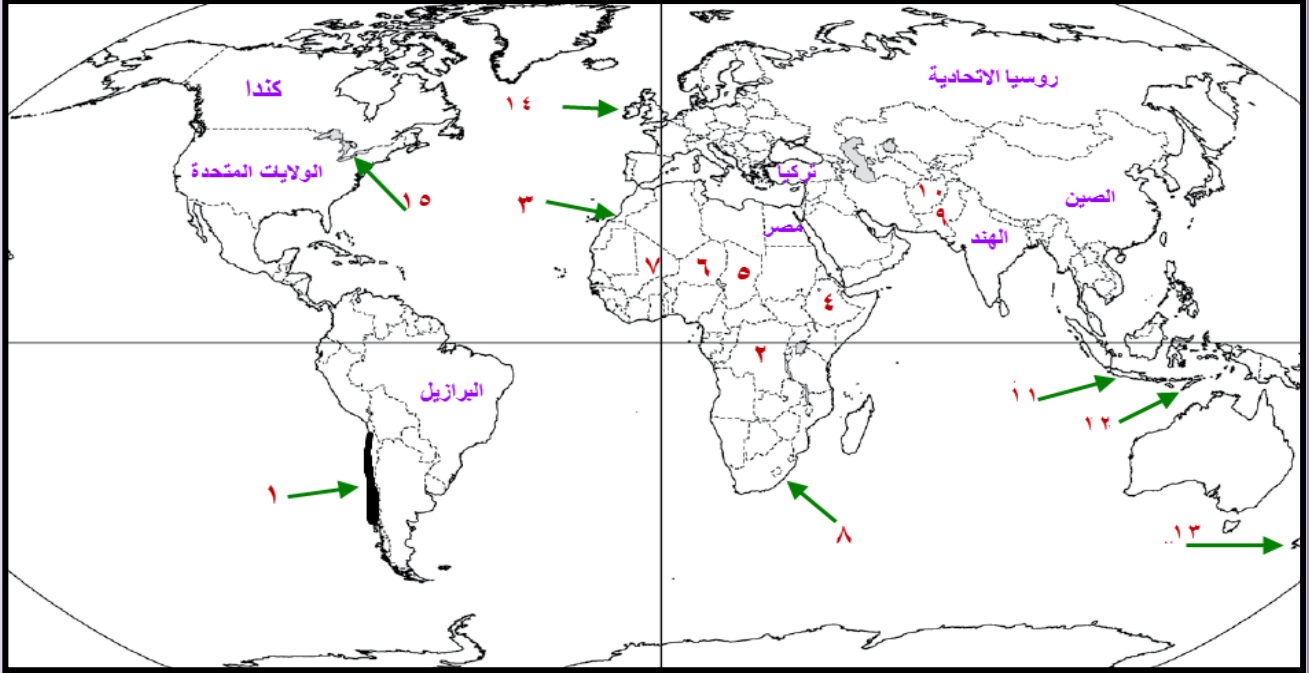 كندا
روسيا الاتحادية
١٤
الولايات المتحدة
تركيا
١٠
الصين
١٥
٣
٩
مصر
الهند
٧
٦
٥
٤
٢
البرازيل
١١
١٢
١
٨
١٣